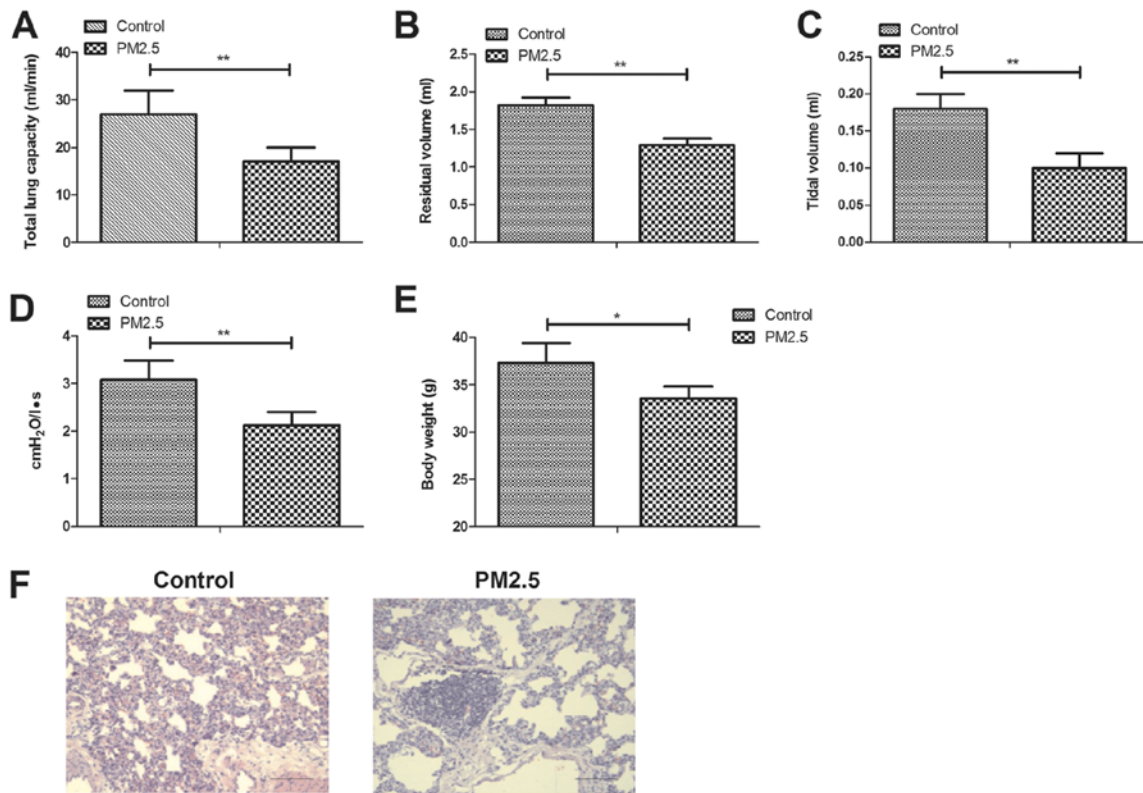 A
Control
PM2.5
**
Total lung capacity (ml/min)
40
30
20
10
0
B
Control
PM2.5
**
Residual volume (ml)
2.5
2.0
1.5
1.0
0.5
0.0
C
Control
PM2.5
**
Tidal volume (ml)
0.25
0.20
0.15
0.10
0.05
0.00
D
Control
PM2.5
**
cmH₂O/l•s
4
3
2
1
0
E
Control
PM2.5
*
Body weight (g)
40
35
30
25
20
F
Control
PM2.5